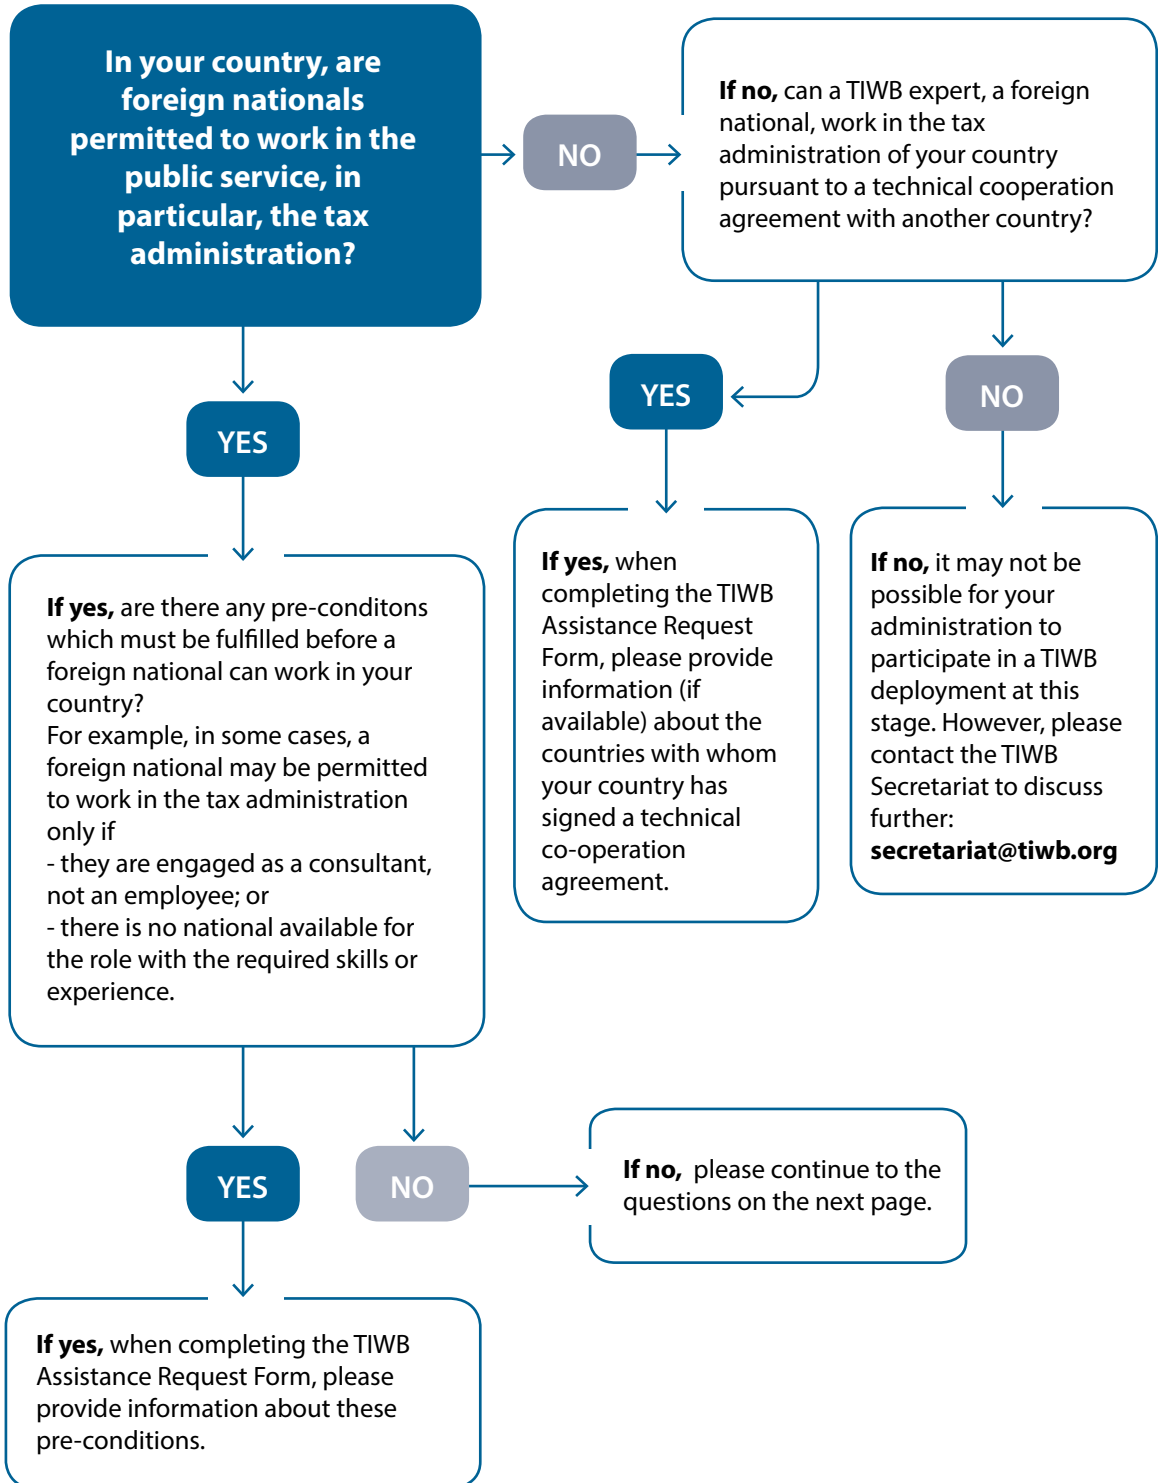 In your country, are
foreign nationals
permitted to work in the
public service, in
particular, the tax
administration?
NO
If no, can a TIWB expert, a foreign
national, work in the tax
administration of your country
pursuant to a technical cooperation
agreement with another country?
YES
NO
YES
If yes, are there any pre-conditons
which must be fulfilled before a
foreign national can work in your
country?
For example, in some cases, a
foreign national may be permitted
to work in the tax administration
only if
- they are engaged as a consultant,
not an employee; or
- there is no national available for
the role with the required skills or
experience.
If yes, when
completing the TIWB
Assistance Request
Form, please provide
information (if
available) about the
countries with whom
your country has
signed a technical
co-operation
agreement.
If no, it may not be
possible for your
administration to
participate in a TIWB
deployment at this
stage. However, please
contact the TIWB
Secretariat to discuss
further:
secretariat@tiwb.org
YES
NO
If no, please continue to the
questions on the next page.
If yes, when completing the TIWB
Assistance Request Form, please
provide information about these
pre-conditions.